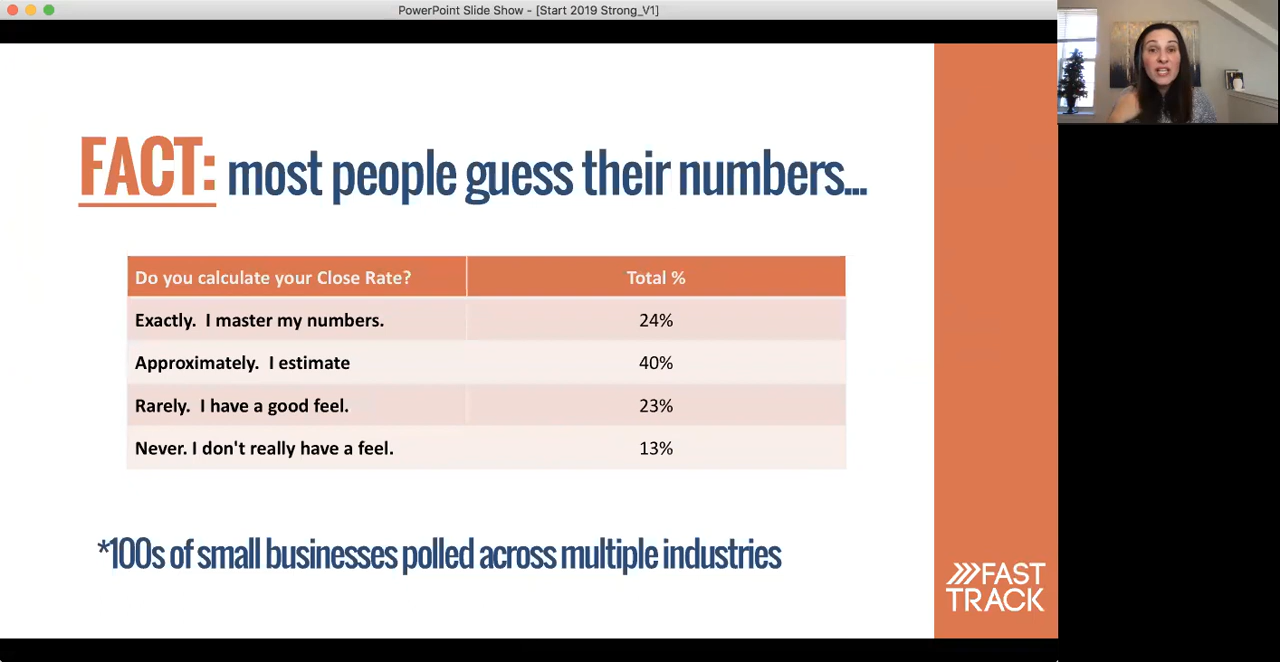 PowerPoint Slide Show - [Start 2019 Strong_V1]
FACT: most people guess their numbers...
Do you calculate your Close Rate? Total %
Exactly.  I master my numbers. 24%
Approximately.  I estimate 40%
Rarely.  I have a good feel. 23%
Never. I don't really have a feel. 13%
*100s of small businesses polled across multiple industries
FAST
TRACK